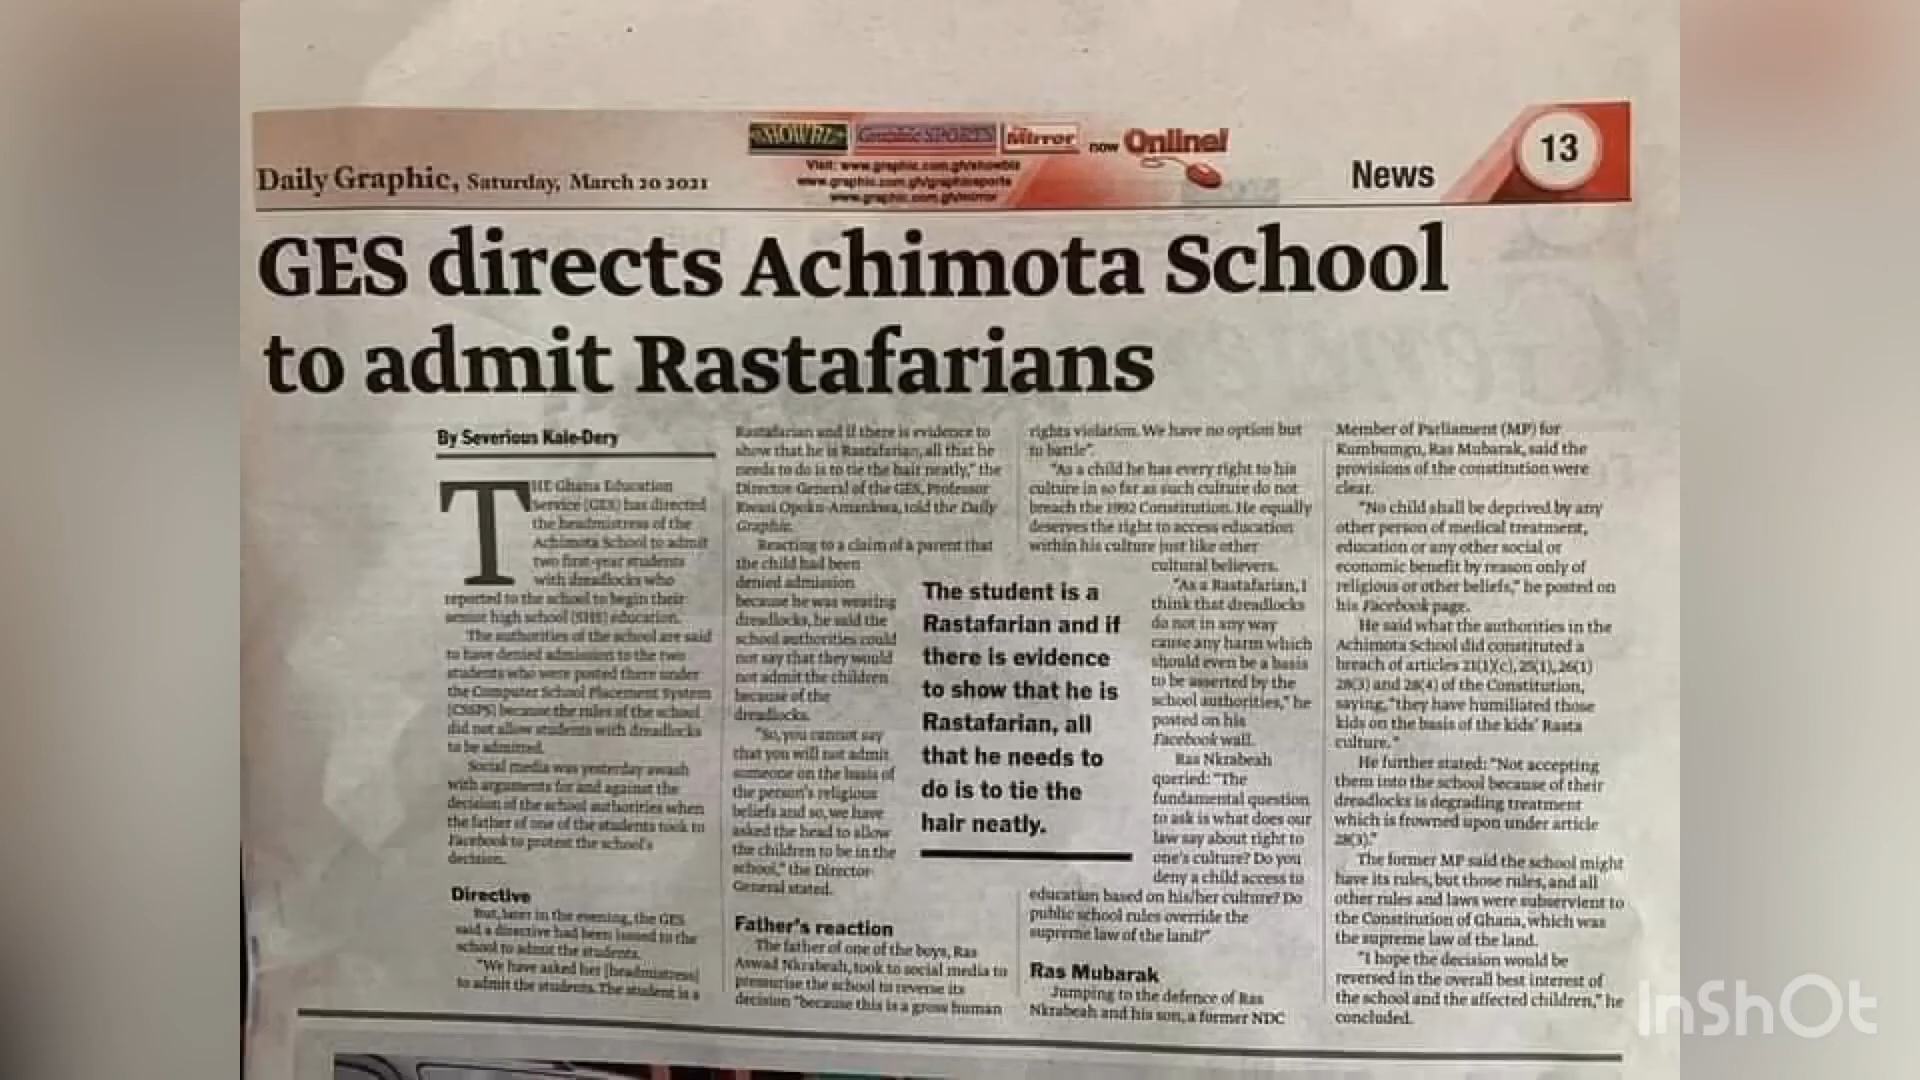 SHOWBIZ Graphic SPORTS Mirror now Online!
Visit: www.graphic.com.gh/showbiz
www.graphic.com.gh/graphicsports
www.graphic.com.gh/mirror
Daily Graphic, Saturday, March 20 2021
News
13
GES directs Achimota School
to admit Rastafarians
By Severious Kale-Dery
THE Ghana Education
Service (GES) has directed
the headmistress of the
Achimota School to admit
two first-year students
with dreadlocks who
reported to the school to begin their
senior high school (SHS) education.
The authorities of the school are said
to have denied admission to the two
students who were posted there under
the Computer School Placement System
(CSSPS) because the rules of the school
did not allow students with dreadlocks
to be admitted.
Social media was yesterday awash
with arguments for and against the
decision of the school authorities when
the father of one of the students took to
Facebook to protest the school's
decision.
Directive
But, later in the evening, the GES
said a directive had been issued to the
school to admit the students.
"We have asked her [headmistress]
to admit the students. The student is a
Rastafarian and if there is evidence to
show that he is Rastafarian, all that he
needs to do is to tie the hair neatly," the
Director-General of the GES, Professor
Kwasi Opoku-Amankwa, told the Daily
Graphic.
Reacting to a claim of a parent that
the child had been
denied admission
because he was wearing
dreadlocks, he said the
school authorities could
not say that they would
not admit the children
because of the
dreadlocks.
"So, you cannot say
that you will not admit
someone on the basis of
the person's religious
beliefs and so, we have
asked the head to allow
the children to be in the
school," the Director-
General stated.
Father's reaction
The father of one of the boys, Ras
Aswad Nkrabeah, took to social media to
pressurise the school to reverse its
decision "because this is a gross human
The student is a
Rastafarian and if
there is evidence
to show that he is
Rastafarian, all
that he needs to
do is to tie the
hair neatly.
rights violation. We have no option but
to battle".
"As a child he has every right to his
culture in so far as such culture do not
breach the 1992 Constitution. He equally
deserves the right to access education
within his culture just like other
cultural believers.
"As a Rastafarian, I
think that dreadlocks
do not in any way
cause any harm which
should even be a basis
to be asserted by the
school authorities," he
posted on his
Facebook wall.
Ras Nkrabeah
queried: "The
fundamental question
to ask is what does our
law say about right to
one's culture? Do you
deny a child access to
education based on his/her culture? Do
public school rules override the
supreme law of the land?"
Ras Mubarak
Jumping to the defence of Ras
Nkrabeah and his son, a former NDC
Member of Parliament (MP) for
Kumbungu, Ras Mubarak, said the
provisions of the constitution were
clear.
"No child shall be deprived by any
other person of medical treatment,
education or any other social or
economic benefit by reason only of
religious or other beliefs," he posted on
his Facebook page.
He said what the authorities in the
Achimota School did constituted a
breach of articles 21(1)(c), 25(1), 26(1)
28(3) and 28(4) of the Constitution,
saying, "they have humiliated those
kids on the basis of the kids' Rasta
culture."
He further stated: "Not accepting
them into the school because of their
dreadlocks is degrading treatment
which is frowned upon under article
28(3)."
The former MP said the school might
have its rules, but those rules, and all
other rules and laws were subservient to
the Constitution of Ghana, which was
the supreme law of the land.
"I hope the decision would be
reversed in the overall best interest of
the school and the affected children," he
concluded.
InShOt